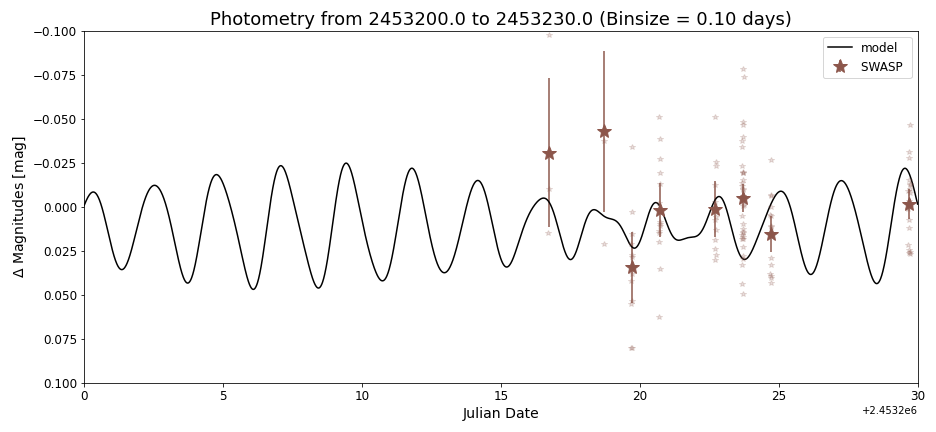 Photometry from 2453200.0 to 2453230.0 (Binsize = 0.10 days)
−0.100
−0.075
−0.050
−0.025
0.000
0.025
0.050
0.075
0.100
Δ Magnitudes [mag]
model
SWASP
0 5 10 15 20 25 30
+2.4532e6
Julian Date